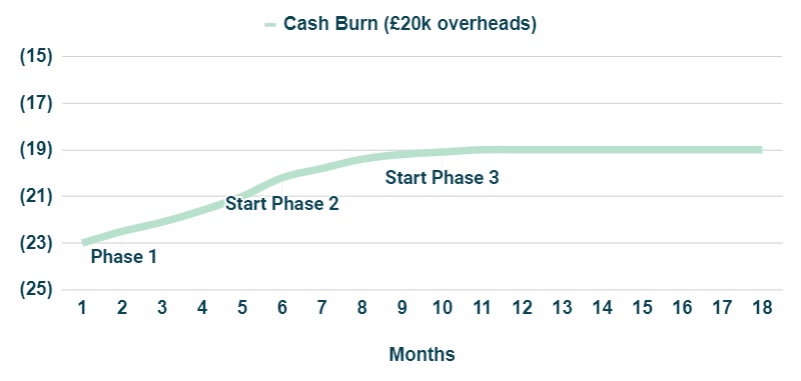 Cash Burn (£20k overheads)
(15)
(17)
(19)
Start Phase 3
(21)
Start Phase 2
(23)
Phase 1
(25)
1 2 3 4 5 6 7 8 9 10 11 12 13 14 15 16 17 18
Months